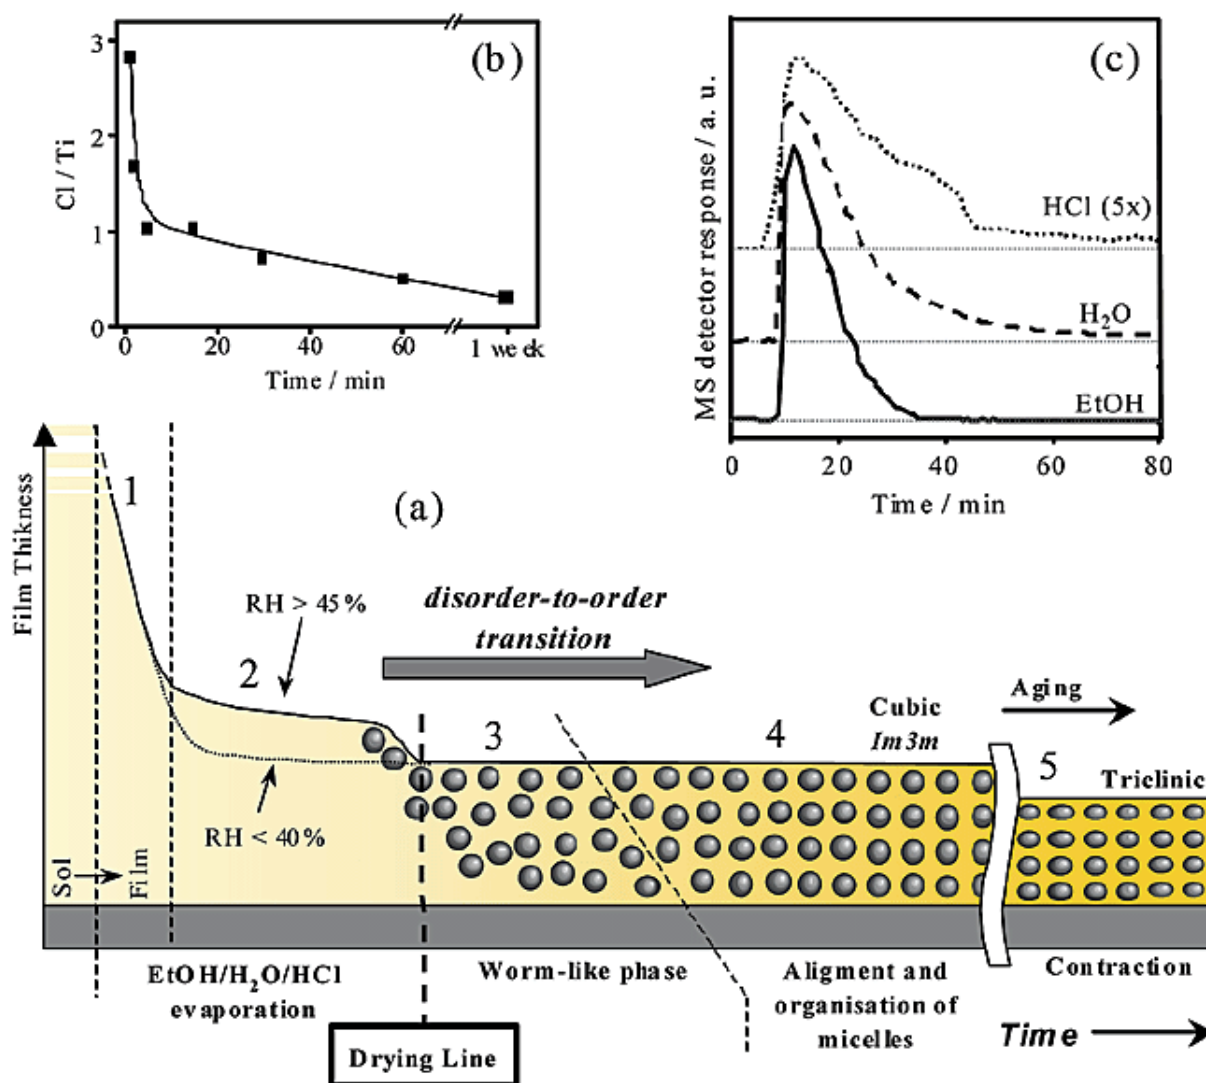 (b)
3
2
1
0
Cl / Ti
0
20
40
60
1 week
Time / min
(c)
MS detector response / a. u.
HCl (5x)
H₂O
EtOH
0
20
40
60
80
Time / min
(a)
Film Thikness
1
RH > 45%
2
RH < 40%
disorder-to-order
transition
3
4
Cubic
Im3m
Aging
5
Triclinic
Sol
Film
EtOH/H₂O/HCl
evaporation
Worm-like phase
Aligment and
organisation of
micelles
Contraction
Time
Drying Line